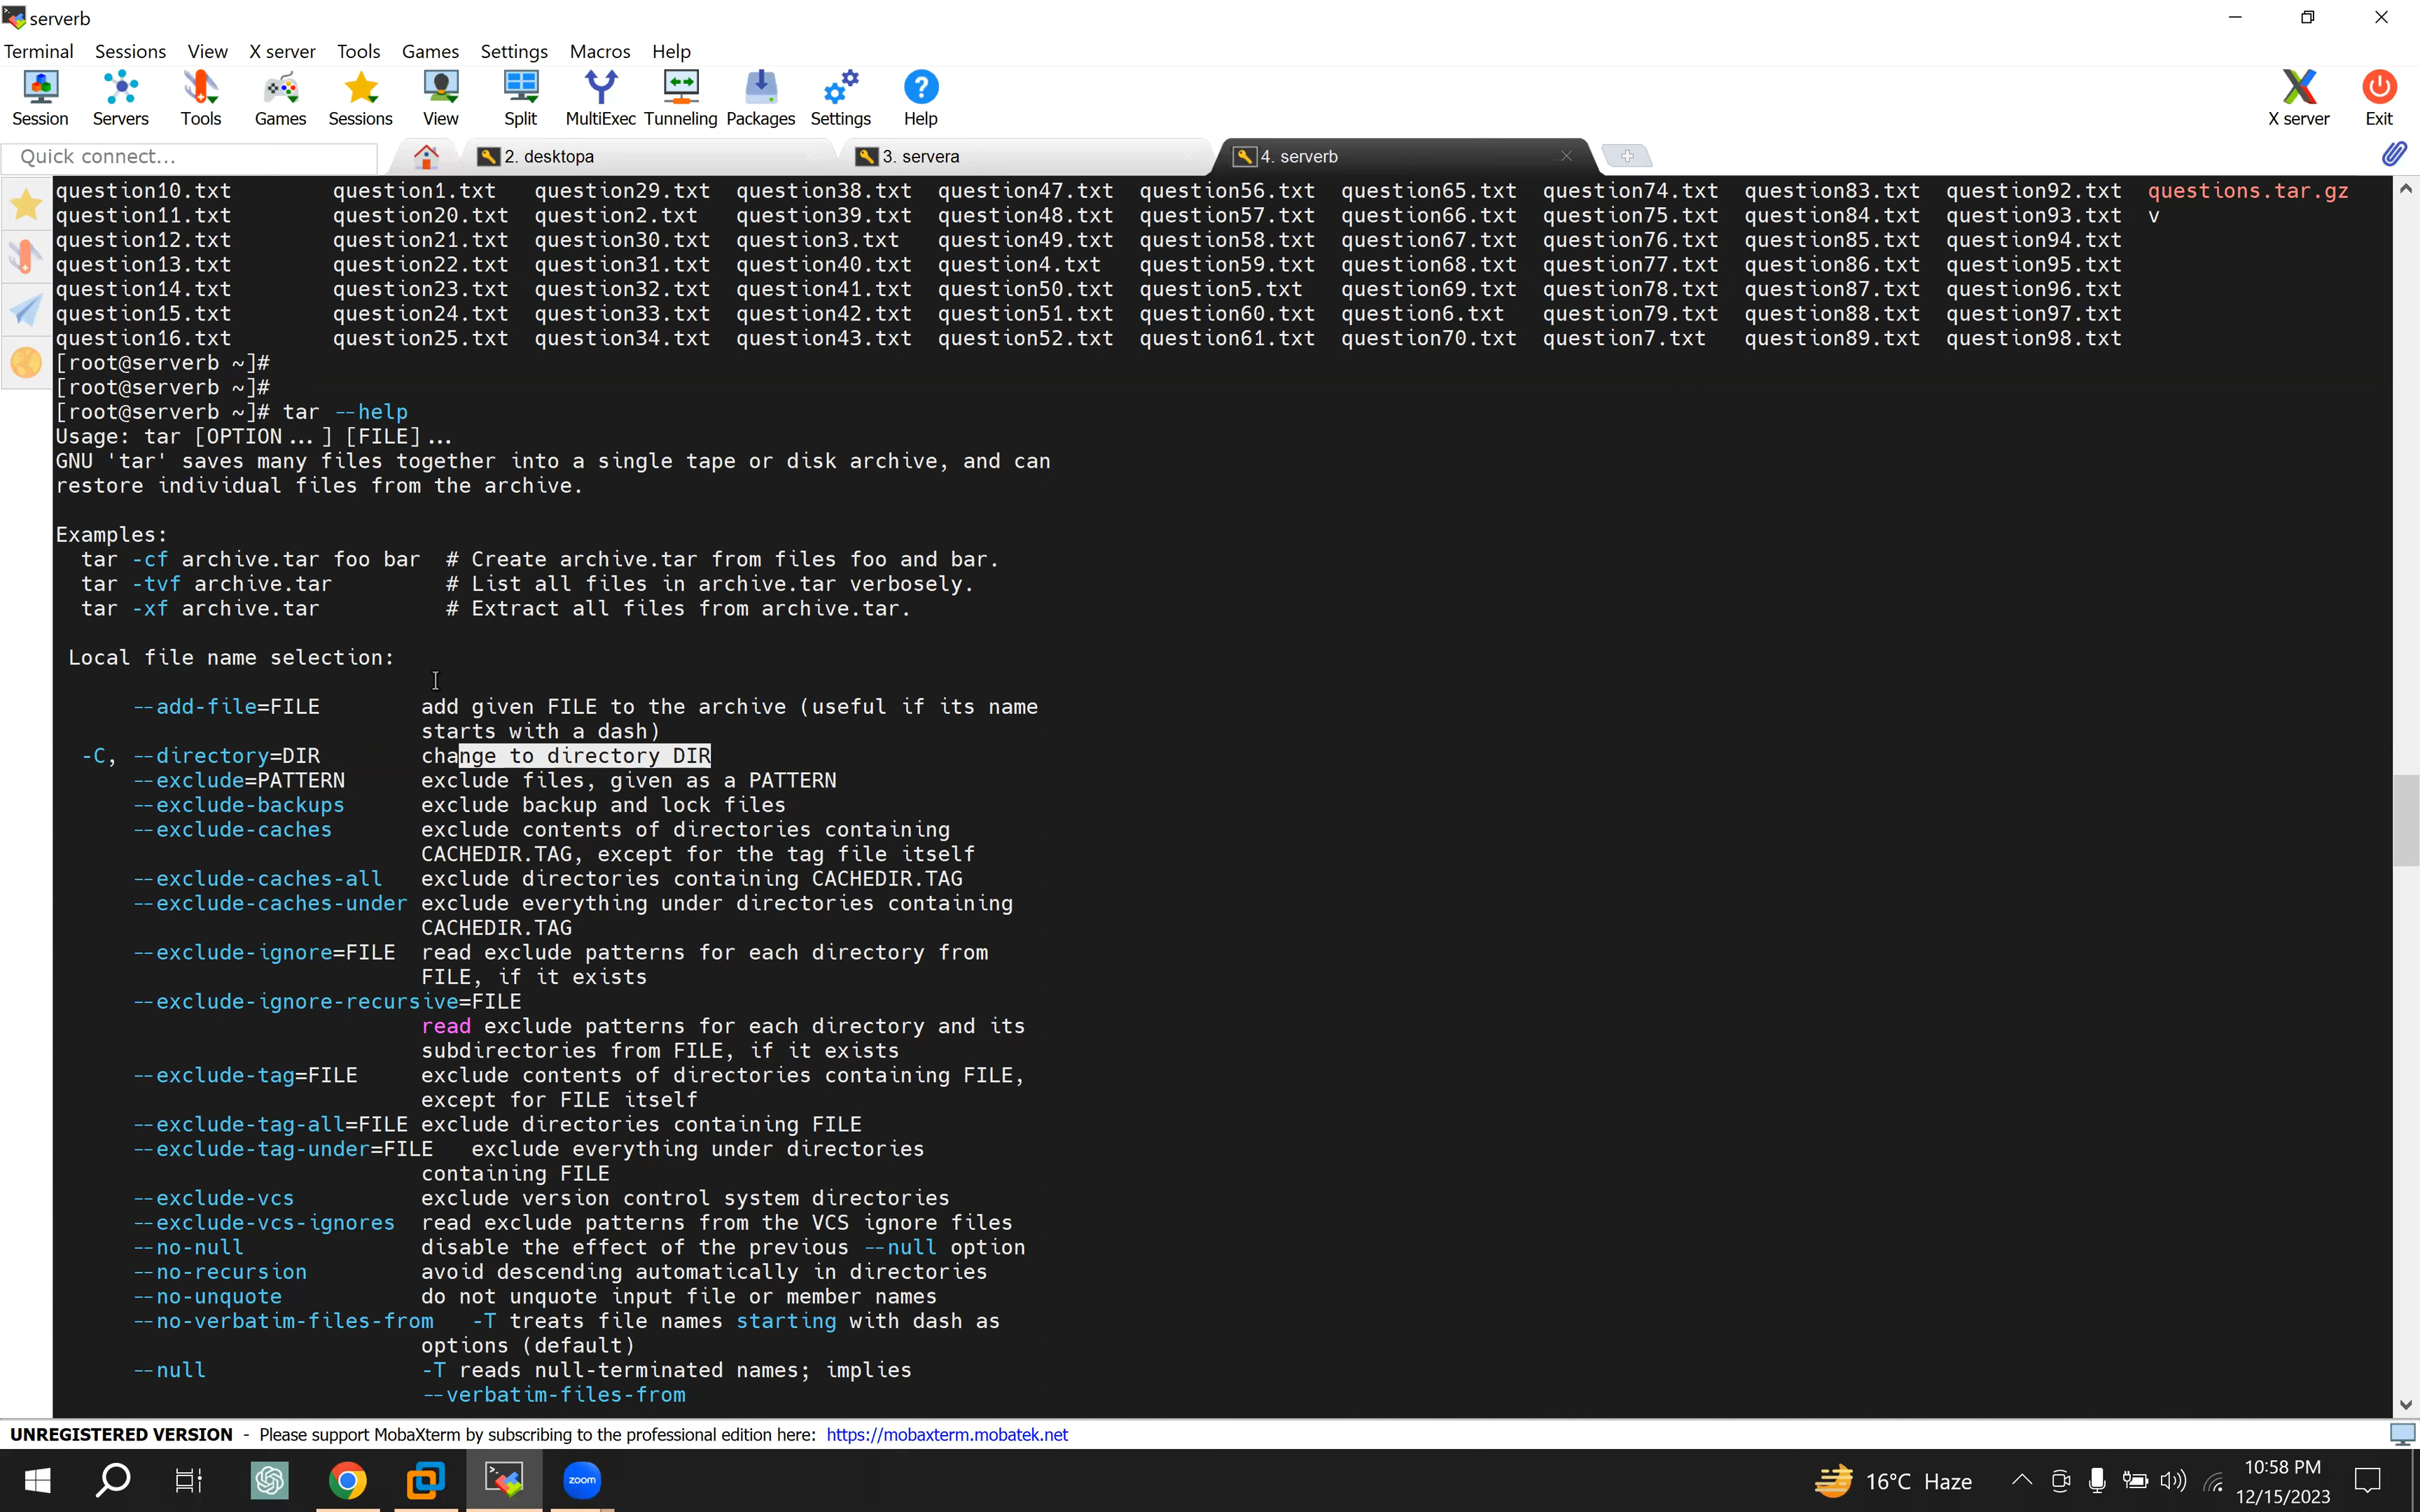 serverb
Terminal Sessions View X server Tools Games Settings Macros Help
Session Servers Tools Games Sessions View Split MultiExec Tunneling Packages Settings Help X server Exit
Quick connect... 2. desktopa 3. servera 4. serverb
question10.txt question1.txt question29.txt question38.txt question47.txt question56.txt question65.txt question74.txt question83.txt question92.txt questions.tar.gz
question11.txt question20.txt question2.txt question39.txt question48.txt question57.txt question66.txt question75.txt question84.txt question93.txt v
question12.txt question21.txt question30.txt question3.txt question49.txt question58.txt question67.txt question76.txt question85.txt question94.txt
question13.txt question22.txt question31.txt question40.txt question4.txt question59.txt question68.txt question77.txt question86.txt question95.txt
question14.txt question23.txt question32.txt question41.txt question50.txt question5.txt question69.txt question78.txt question87.txt question96.txt
question15.txt question24.txt question33.txt question42.txt question51.txt question60.txt question6.txt question79.txt question88.txt question97.txt
question16.txt question25.txt question34.txt question43.txt question52.txt question61.txt question70.txt question7.txt question89.txt question98.txt
[root@serverb ~]#
[root@serverb ~]#
[root@serverb ~]# tar --help
Usage: tar [OPTION...] [FILE]...
GNU 'tar' saves many files together into a single tape or disk archive, and can
restore individual files from the archive.
Examples:
tar -cf archive.tar foo bar # Create archive.tar from files foo and bar.
tar -tvf archive.tar # List all files in archive.tar verbosely.
tar -xf archive.tar # Extract all files from archive.tar.
Local file name selection:
--add-file=FILE add given FILE to the archive (useful if its name
starts with a dash)
-C, --directory=DIR change to directory DIR
--exclude=PATTERN exclude files, given as a PATTERN
--exclude-backups exclude backup and lock files
--exclude-caches exclude contents of directories containing
CACHEDIR.TAG, except for the tag file itself
--exclude-caches-all exclude directories containing CACHEDIR.TAG
--exclude-caches-under exclude everything under directories containing
CACHEDIR.TAG
--exclude-ignore=FILE read exclude patterns for each directory from
FILE, if it exists
--exclude-ignore-recursive=FILE
read exclude patterns for each directory and its
subdirectories from FILE, if it exists
--exclude-tag=FILE exclude contents of directories containing FILE,
except for FILE itself
--exclude-tag-all=FILE exclude directories containing FILE
--exclude-tag-under=FILE exclude everything under directories
containing FILE
--exclude-vcs exclude version control system directories
--exclude-vcs-ignores read exclude patterns from the VCS ignore files
--no-null disable the effect of the previous --null option
--no-recursion avoid descending automatically in directories
--no-unquote do not unquote input file or member names
--no-verbatim-files-from -T treats file names starting with dash as
options (default)
--null -T reads null-terminated names; implies
--verbatim-files-from
UNREGISTERED VERSION - Please support MobaXterm by subscribing to the professional edition here: https://mobaxterm.mobatek.net
zoom 16°C Haze 10:58 PM
12/15/2023